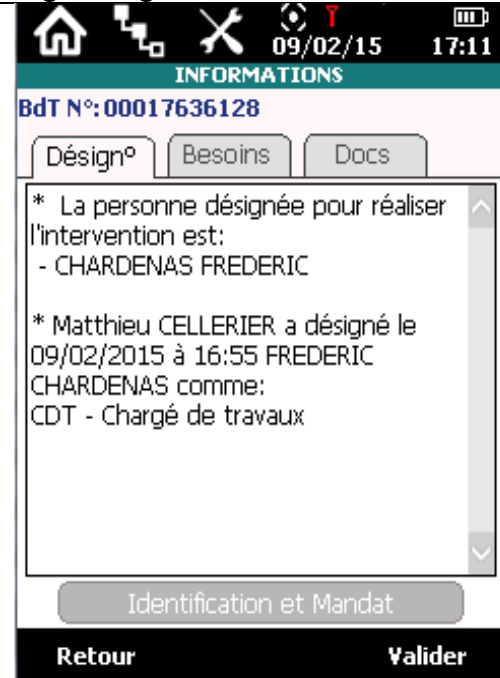 09/02/15 17:11
INFORMATIONS
BdT N°: 00017636128
Désignº Besoins Docs
* La personne désignée pour réaliser
l'intervention est:
- CHARDENAS FREDERIC
* Matthieu CELLERIER a désigné le
09/02/2015 à 16:55 FREDERIC
CHARDENAS comme:
CDT - Chargé de travaux
Identification et Mandat
Retour Valider